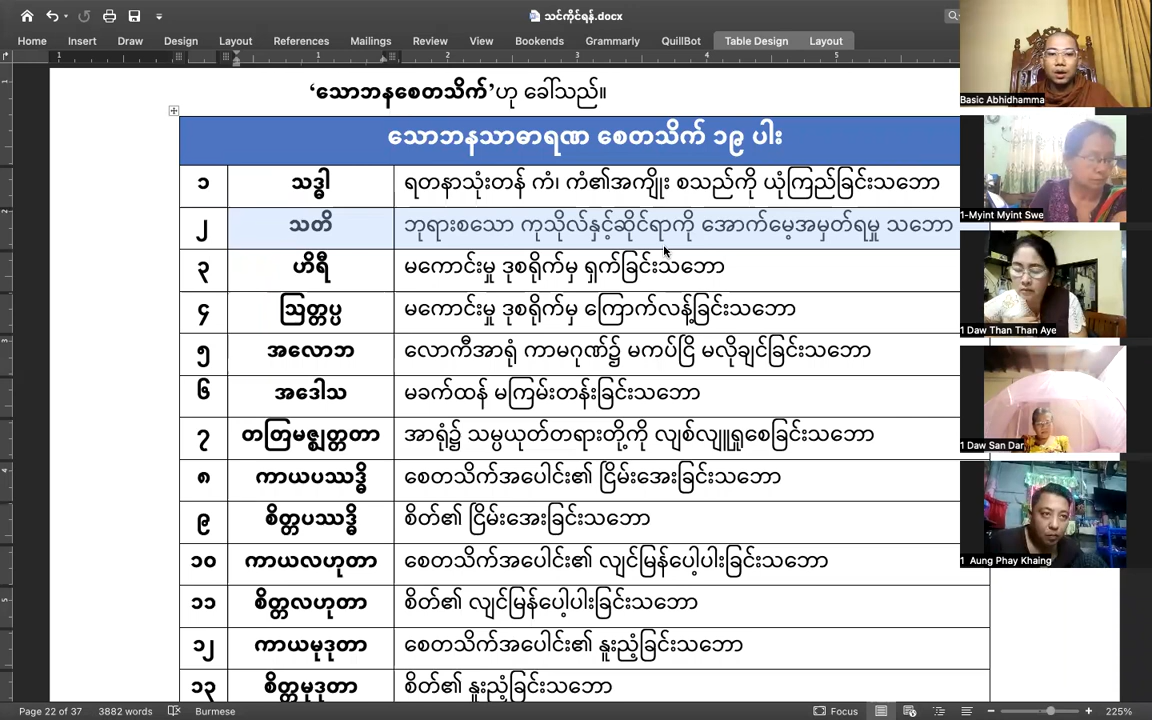 သင်ကိုင်ရန်.docx
Home Insert Draw Design Layout References Mailings Review View Bookends Grammarly QuillBot Table Design Layout
‘သောဘနစေတသိက်’ဟု ခေါ်သည်။
သောဘနသာဓာရဏ စေတသိက် ၁၉ ပါး
၁ သဒ္ဓါ ရတနာသုံးတန် ကံ၊ ကံ၏အကျိုး စသည်ကို ယုံကြည်ခြင်းသဘော
၂ သတိ ဘုရားစသော ကုသိုလ်နှင့်ဆိုင်ရာကို အောက်မေ့အမှတ်ရမှု သဘော
၃ ဟိရီ မကောင်းမှု ဒုစရိုက်မှ ရှက်ခြင်းသဘော
၄ ဩတ္တပ္ပ မကောင်းမှု ဒုစရိုက်မှ ကြောက်လန့်ခြင်းသဘော
၅ အလောဘ လောကီအာရုံ ကာမဂုဏ်၌ မကပ်ငြိ မလိုချင်ခြင်းသဘော
၆ အဒေါသ မခက်ထန် မကြမ်းတန်းခြင်းသဘော
၇ တတြမဇ္ဈတ္တတာ အာရုံ၌ သမ္ပယုတ်တရားတို့ကို လျစ်လျူရှုစေခြင်းသဘော
၈ ကာယပဿဒ္ဓိ စေတသိက်အပေါင်း၏ ငြိမ်းအေးခြင်းသဘော
၉ စိတ္တပဿဒ္ဓိ စိတ်၏ ငြိမ်းအေးခြင်းသဘော
၁၀ ကာယလဟုတာ စေတသိက်အပေါင်း၏ လျင်မြန်ပေါ့ပါးခြင်းသဘော
၁၁ စိတ္တလဟုတာ စိတ်၏ လျင်မြန်ပေါ့ပါးခြင်းသဘော
၁၂ ကာယမုဒုတာ စေတသိက်အပေါင်း၏ နူးညံ့ခြင်းသဘော
၁၃ စိတ္တမုဒုတာ စိတ်၏ နူးညံ့ခြင်းသဘော
Basic Abhidhamma
1-Myint Myint Swe
1 Daw Than Than Aye
1 Daw San Dar
1 Aung Phay Khaing
Page 22 of 37 3882 words Burmese Focus 225%